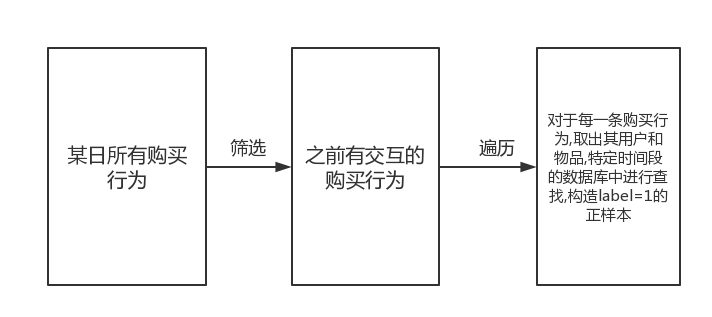 某日所有购买
行为
筛选
之前有交互的
购买行为
遍历
对于每一条购买行
为,取出其用户和
物品,特定时间段
的数据库中进行查
找,构造label=1的
正样本